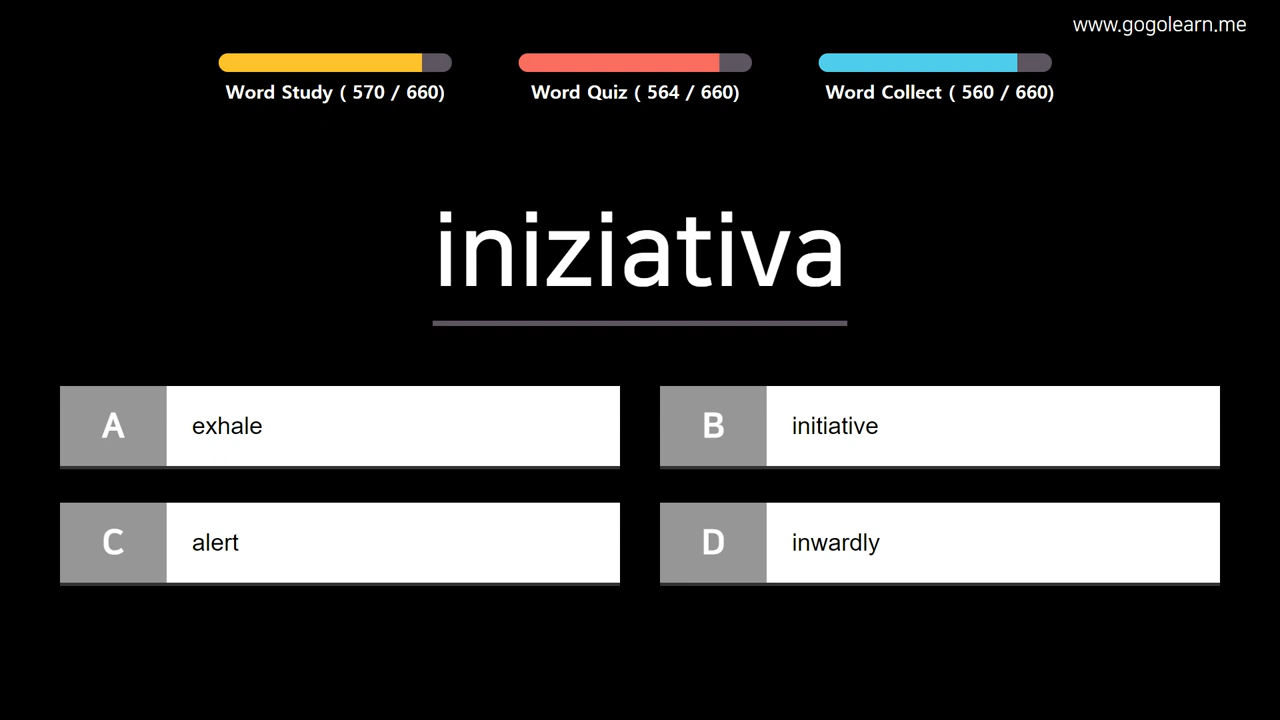 www.gogolearn.me
Word Study ( 570 / 660)
Word Quiz ( 564 / 660)
Word Collect ( 560 / 660)
iniziativa
A exhale
B initiative
C alert
D inwardly